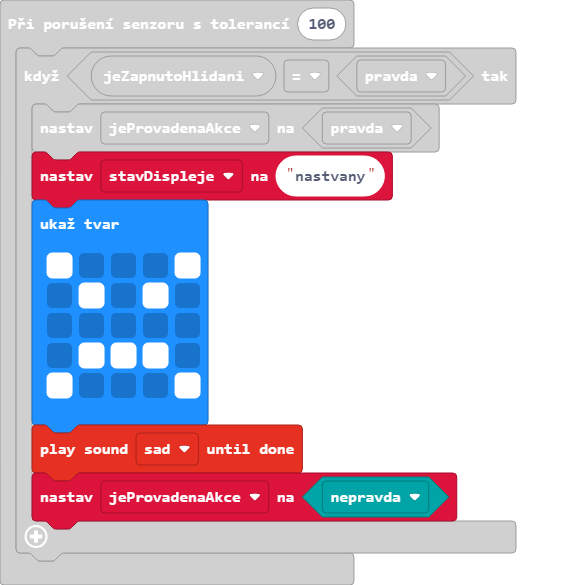 Při porušení senzoru s tolerancí 100
když jeZapnutoHlidani = pravda tak
nastav jeProvadenaAkce na pravda
nastav stavDispleje na "nastvany"
ukaž tvar
play sound sad until done
nastav jeProvadenaAkce na nepravda